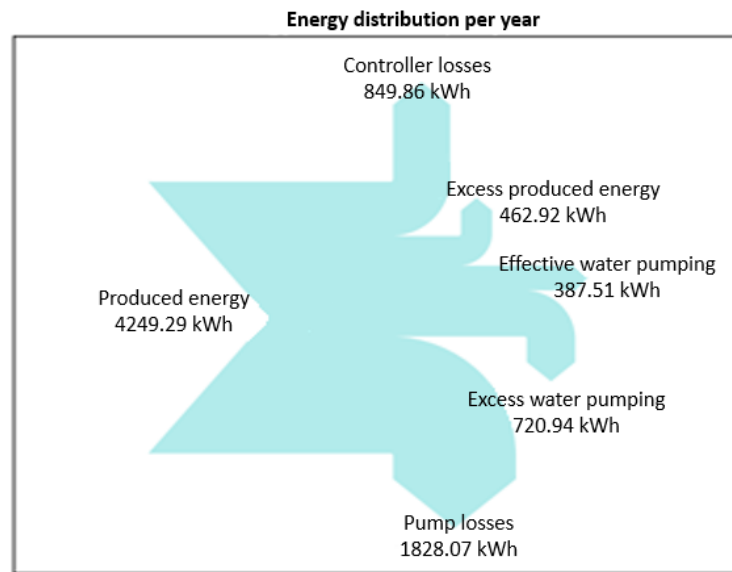 Energy distribution per year
Controller losses
849.86 kWh
Excess produced energy
462.92 kWh
Effective water pumping
387.51 kWh
Produced energy
4249.29 kWh
Excess water pumping
720.94 kWh
Pump losses
1828.07 kWh